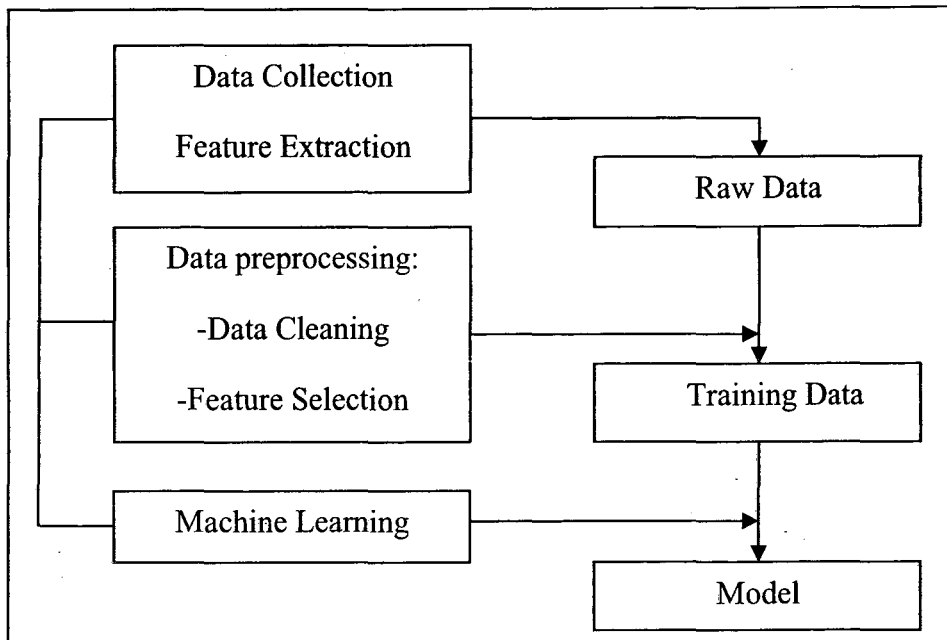 Data Collection
Feature Extraction
Raw Data
Data preprocessing:
-Data Cleaning
-Feature Selection
Training Data
Machine Learning
Model